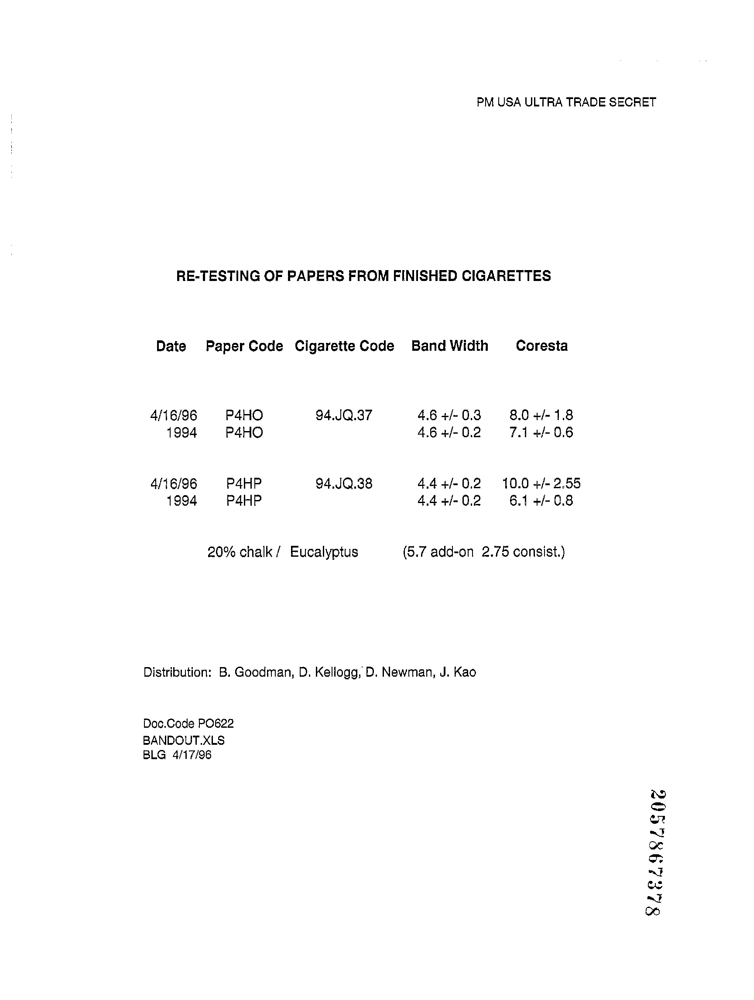 PM USA ULTRA TRADE SECRET
RE-TESTING OF PAPERS FROM FINISHED CIGARETTES
Date Paper Code Cigarette Code Band Width Coresta
4/16/96 P4HO 94.JQ.37 4.6 +/- 0.3 8.0 +/- 1.8
1994 P4HO 4.6 +/- 0.2 7.1 +/- 0.6
4/16/96 P4HP 94.JQ.38 4.4 +/- 0.2 10.0 +/- 2.55
1994 P4HP 4.4 +/- 0.2 6.1 +/- 0.8
20% chalk / Eucalyptus (5.7 add-on 2.75 consist.)
Distribution: B. Goodman, D. Kellogg, D. Newman, J. Kao
Doc.Code PO622
BANDOUT.XLS
BLG 4/17/96
2057867378